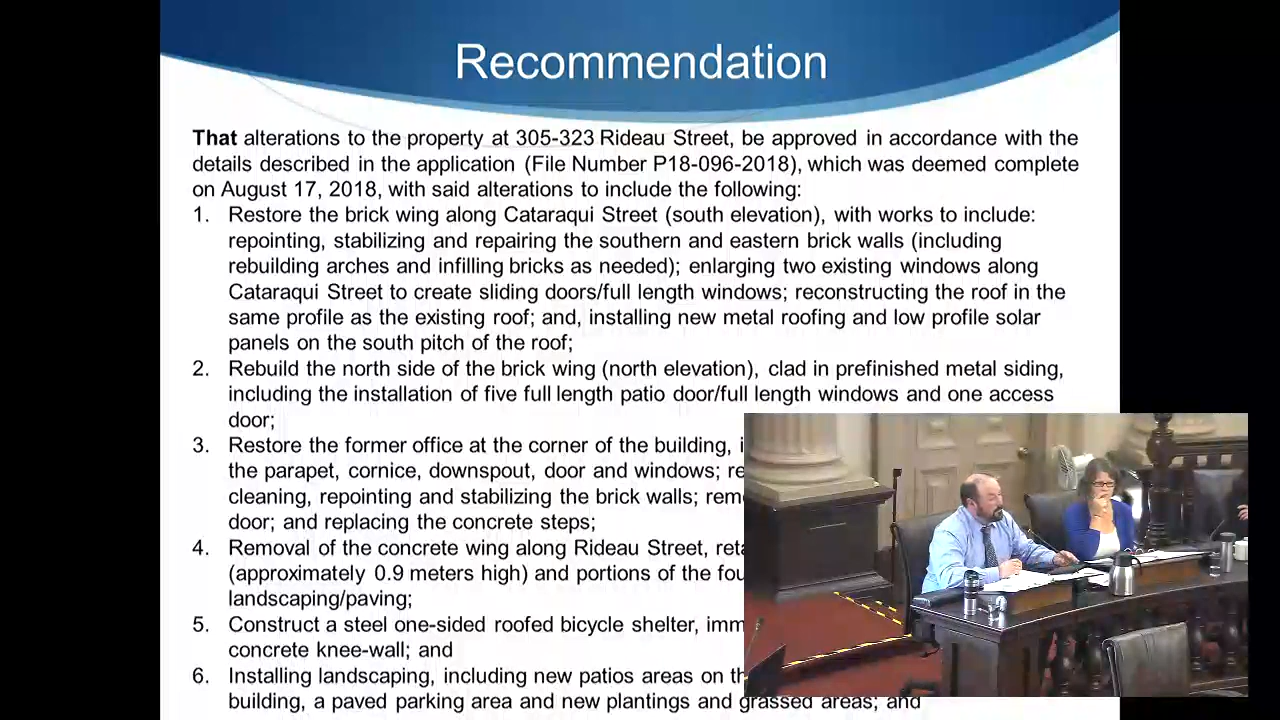 Recommendation
That alterations to the property at 305-323 Rideau Street, be approved in accordance with the
details described in the application (File Number P18-096-2018), which was deemed complete
on August 17, 2018, with said alterations to include the following:
1. Restore the brick wing along Cataraqui Street (south elevation), with works to include:
repointing, stabilizing and repairing the southern and eastern brick walls (including
rebuilding arches and infilling bricks as needed); enlarging two existing windows along
Cataraqui Street to create sliding doors/full length windows; reconstructing the roof in the
same profile as the existing roof; and, installing new metal roofing and low profile solar
panels on the south pitch of the roof;
2. Rebuild the north side of the brick wing (north elevation), clad in prefinished metal siding,
including the installation of five full length patio door/full length windows and one access
door;
3. Restore the former office at the corner of the building,
the parapet, cornice, downspout, door and windows;
cleaning, repointing and stabilizing the brick walls;
door; and replacing the concrete steps;
4. Removal of the concrete wing along Rideau Street,
(approximately 0.9 meters high) and portions of the
landscaping/paving;
5. Construct a steel one-sided roofed bicycle shelter,
concrete knee-wall; and
6. Installing landscaping, including new patios areas on
building, a paved parking area and new plantings and grassed areas; and